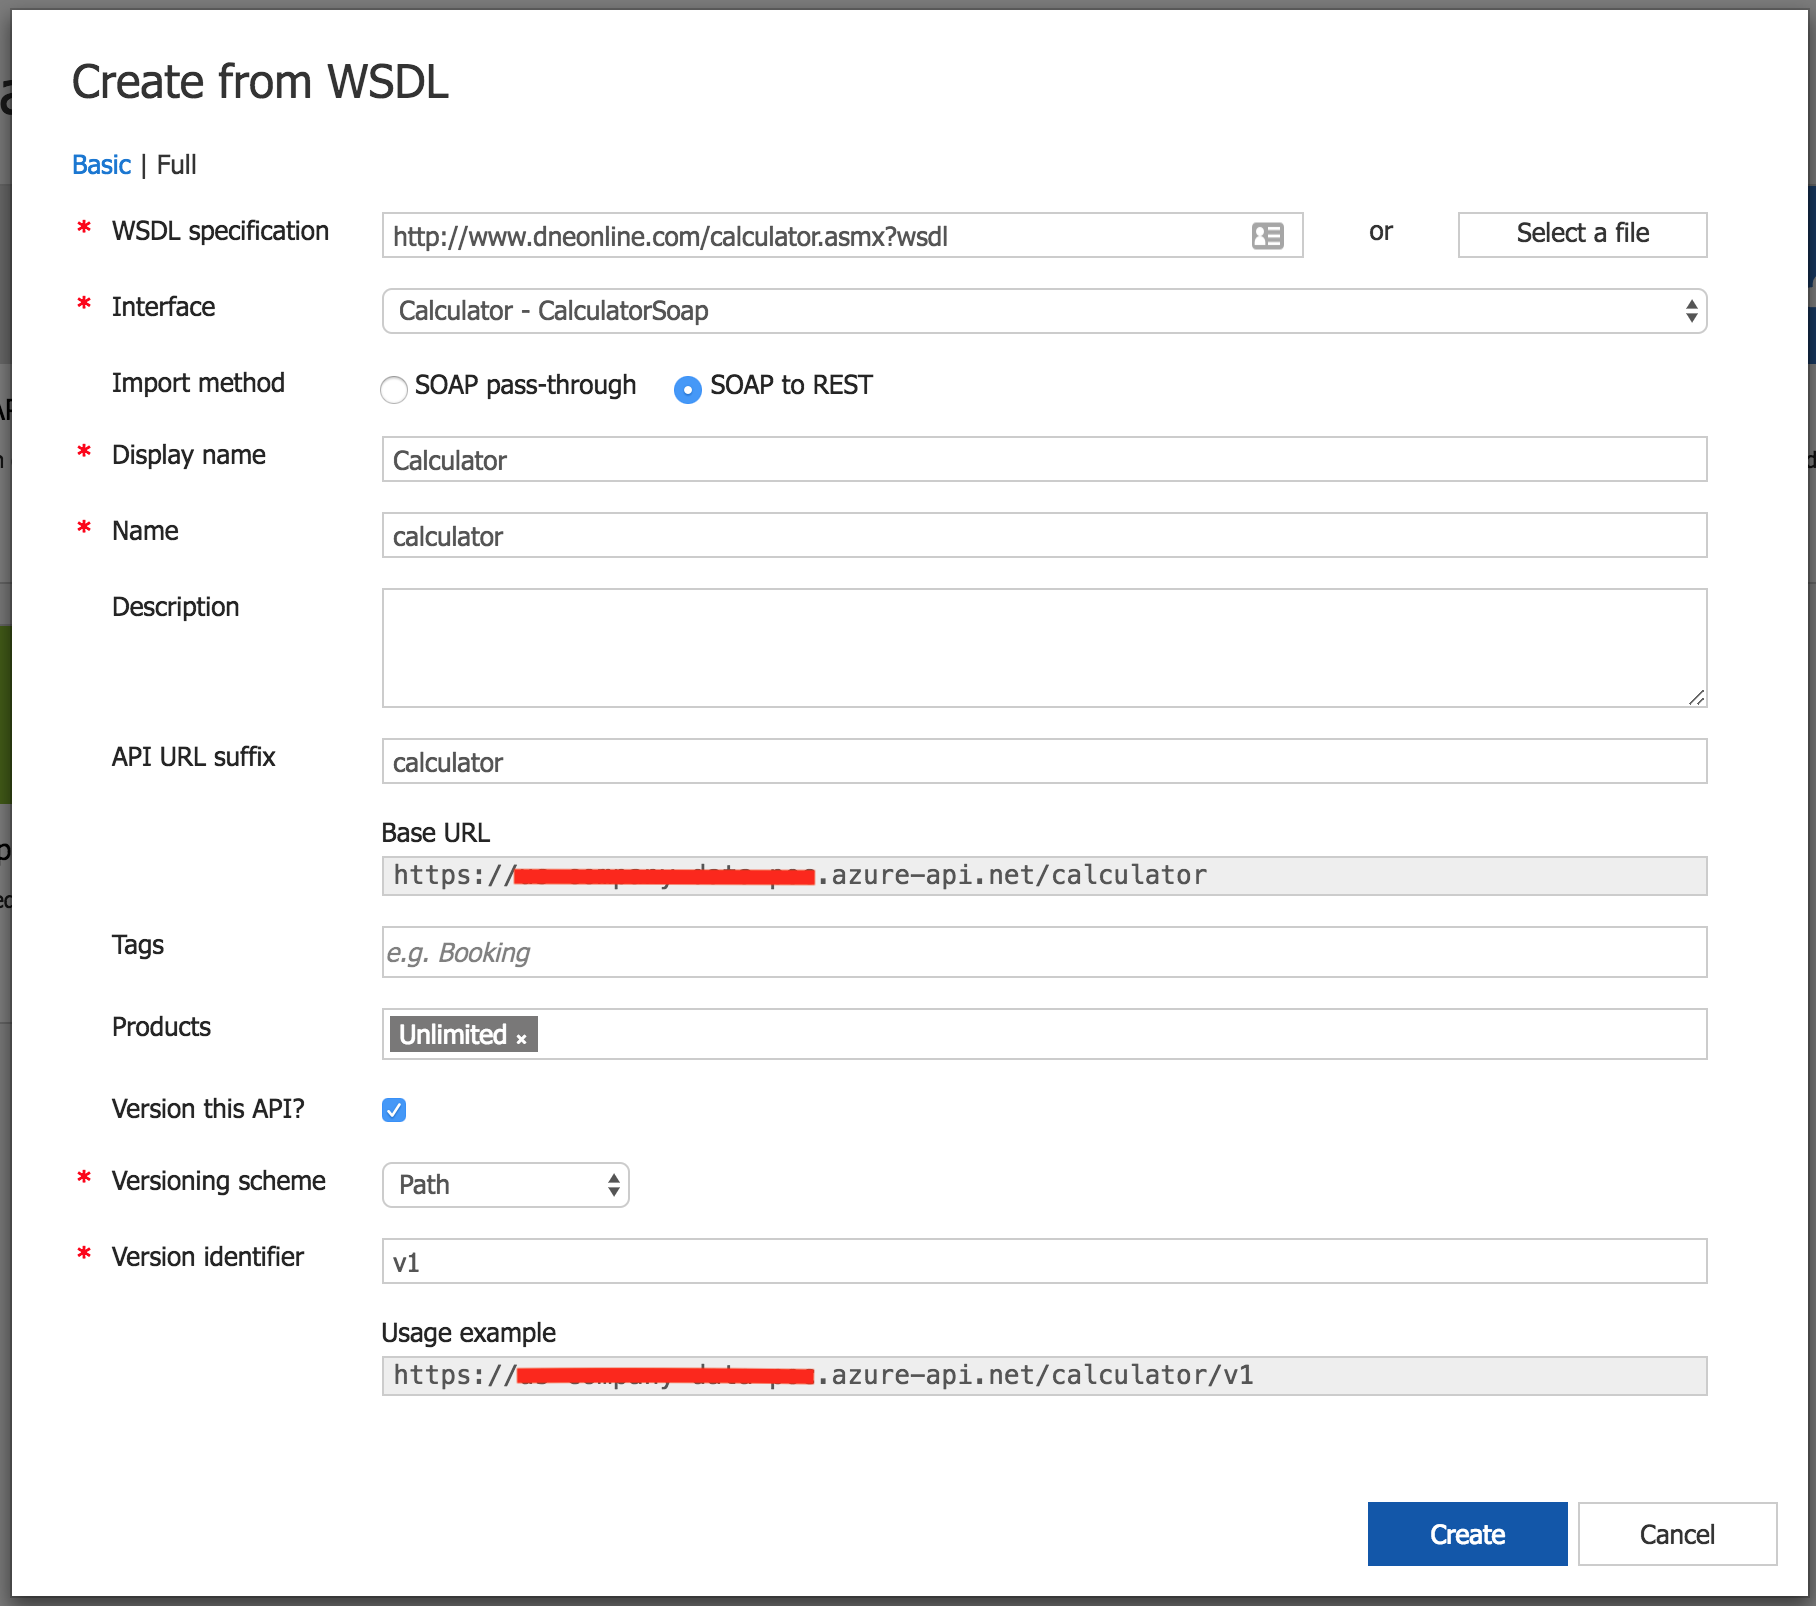 Create from WSDL
Basic | Full
* WSDL specification http://www.dneonline.com/calculator.asmx?wsdl or Select a file
* Interface Calculator - CalculatorSoap
Import method SOAP pass-through SOAP to REST
* Display name Calculator
* Name calculator
Description
API URL suffix calculator
Base URL
https://.azure-api.net/calculator
Tags e.g. Booking
Products Unlimited ×
Version this API?
* Versioning scheme Path
* Version identifier v1
Usage example
https://.azure-api.net/calculator/v1
Create Cancel